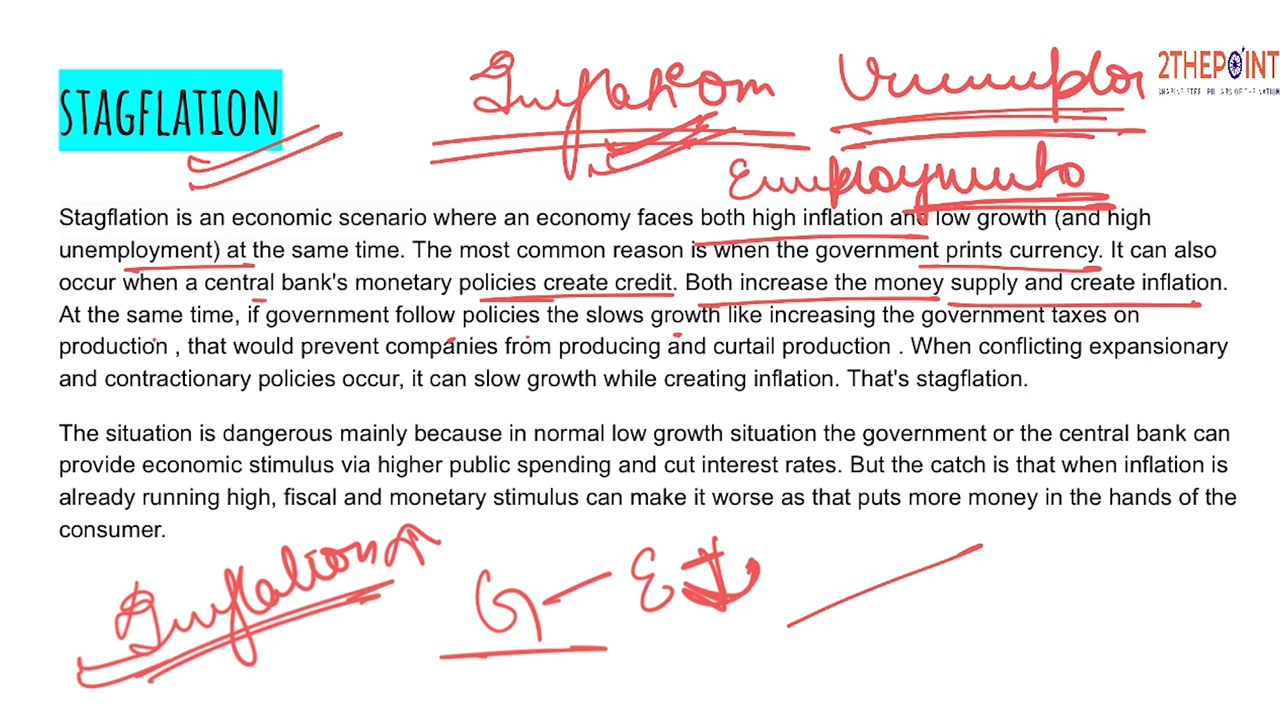 Inflation Unemplo 2THEPOINT
STAGFLATION
Employment
Stagflation is an economic scenario where an economy faces both high inflation and low growth (and high
unemployment) at the same time. The most common reason is when the government prints currency. It can also
occur when a central bank's monetary policies create credit. Both increase the money supply and create inflation.
At the same time, if government follow policies the slows growth like increasing the government taxes on
production , that would prevent companies from producing and curtail production . When conflicting expansionary
and contractionary policies occur, it can slow growth while creating inflation. That's stagflation.
The situation is dangerous mainly because in normal low growth situation the government or the central bank can
provide economic stimulus via higher public spending and cut interest rates. But the catch is that when inflation is
already running high, fiscal and monetary stimulus can make it worse as that puts more money in the hands of the
consumer.
Inflation ↑ G - E ↓